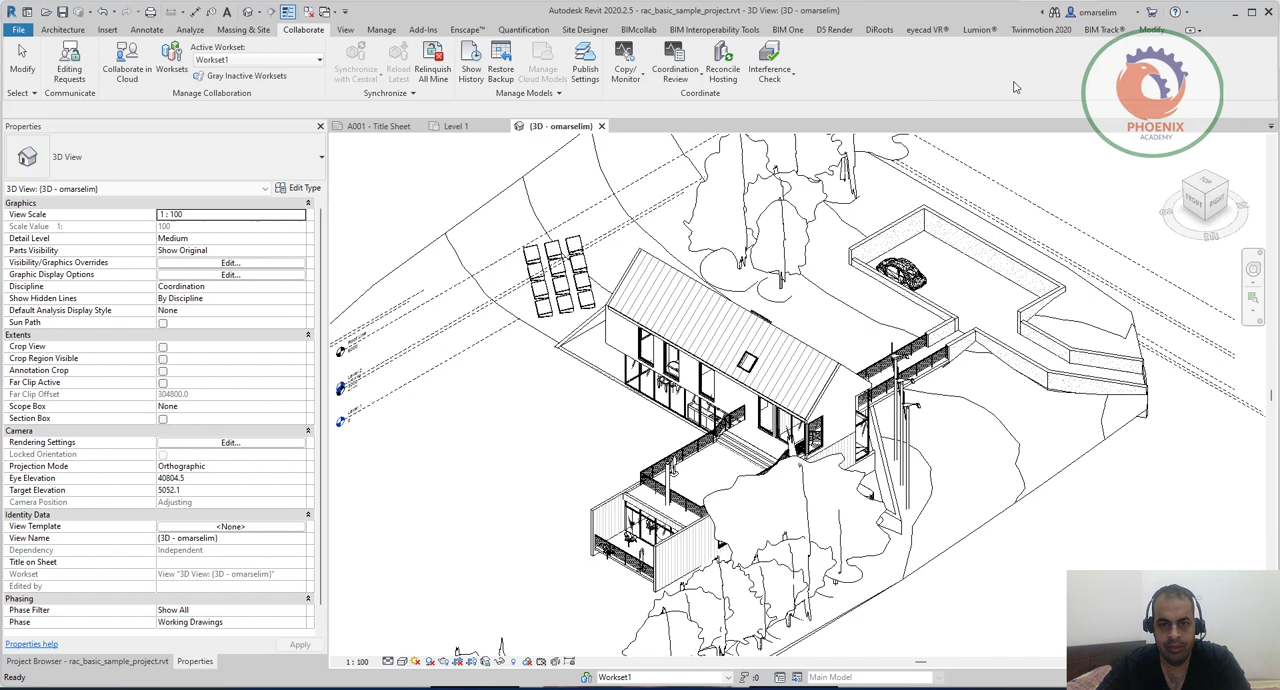 Autodesk Revit 2020.2.5 - rac_basic_sample_project.rvt - 3D View: {3D - omarselim}
omarselim
File Architecture Insert Annotate Analyze Massing & Site Collaborate View Manage Add-Ins Enscape™ Quantification Site Designer BIMcollab BIM Interoperability Tools BIM One D5 Render DiRoots eyecad VR® Lumion® Twinmotion 2020 BIM Track® Modify
Modify
Editing Requests
Collaborate in Cloud
Worksets
Active Workset:
Workset1
Gray Inactive Worksets
Synchronize with Central
Reload Latest
Relinquish All Mine
Show History
Restore Backup
Manage Cloud Models
Publish Settings
Copy/ Monitor
Coordination Review
Reconcile Hosting
Interference Check
Select Communicate Manage Collaboration Synchronize Manage Models Coordinate
PHOENIX
ACADEMY
Properties
A001 - Title Sheet Level 1 {3D - omarselim}
3D View
3D View: {3D - omarselim} Edit Type
Graphics
View Scale 1 : 100
Scale Value 1: 100
Detail Level Medium
Parts Visibility Show Original
Visibility/Graphics Overrides Edit...
Graphic Display Options Edit...
Discipline Coordination
Show Hidden Lines By Discipline
Default Analysis Display Style None
Sun Path
Extents
Crop View
Crop Region Visible
Annotation Crop
Far Clip Active
Far Clip Offset 304800.0
Scope Box None
Section Box
Camera
Rendering Settings Edit...
Locked Orientation
Projection Mode Orthographic
Eye Elevation 40804.5
Target Elevation 5052.1
Camera Position Adjusting
Identity Data
View Template <None>
View Name {3D - omarselim}
Dependency Independent
Title on Sheet
Workset View "3D View: {3D - omarselim}"
Edited by
Phasing
Phase Filter Show All
Phase Working Drawings
Properties help Apply
Project Browser - rac_basic_sample_project.rvt Properties
TOP
FRONT RIGHT
1 : 100
Ready
Workset1
:0
Main Model